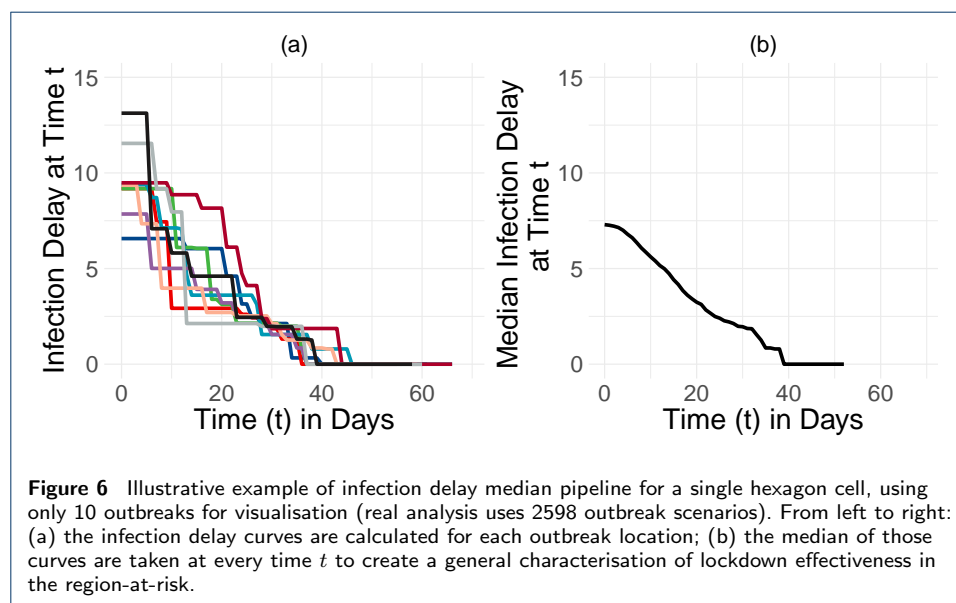 (a)
Infection Delay at Time t
15
10
5
0
0
20
40
60
Time (t) in Days
(b)
Median Infection Delay
at Time t
15
10
5
0
0
20
40
60
Time (t) in Days
Figure 6 Illustrative example of infection delay median pipeline for a single hexagon cell, using
only 10 outbreaks for visualisation (real analysis uses 2598 outbreak scenarios). From left to right:
(a) the infection delay curves are calculated for each outbreak location; (b) the median of those
curves are taken at every time t to create a general characterisation of lockdown effectiveness in
the region-at-risk.